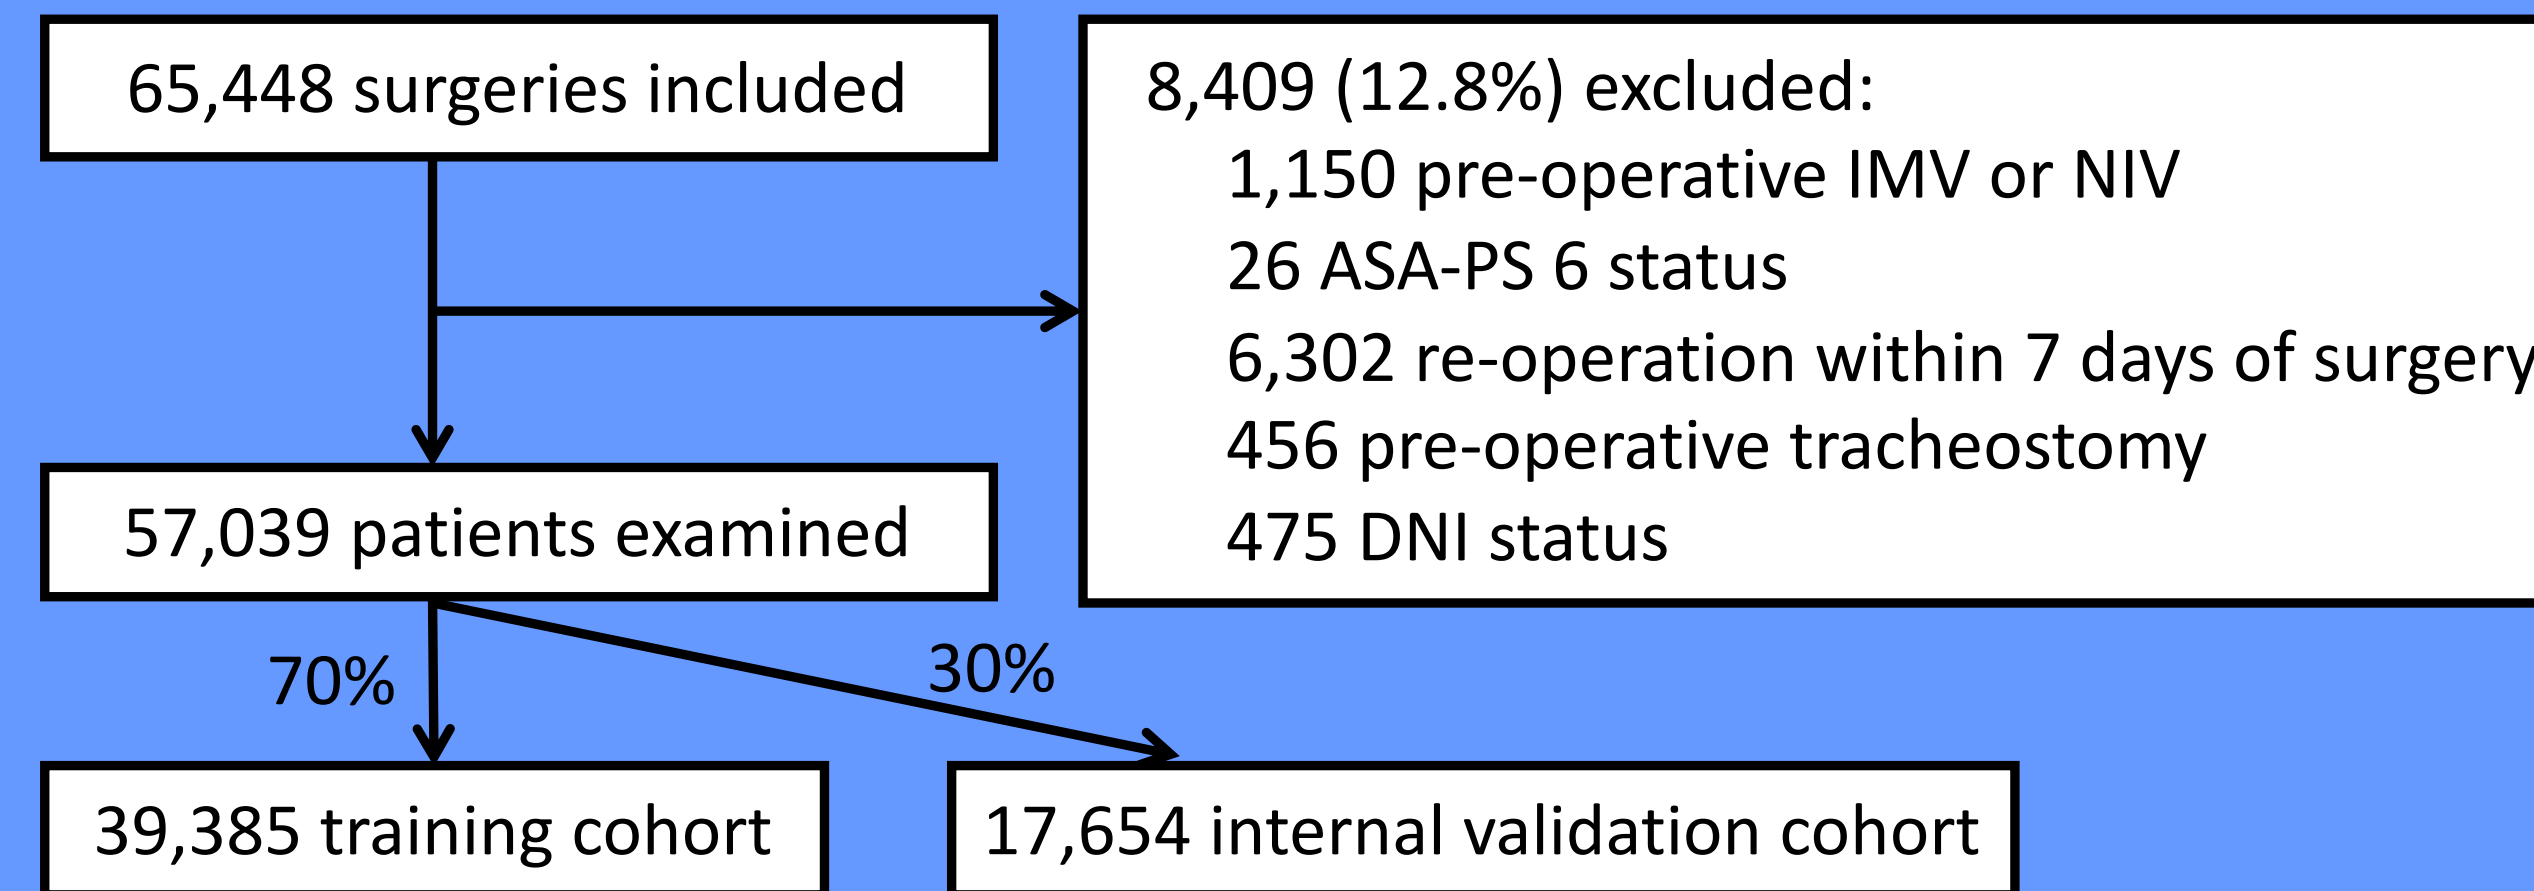 65,448 surgeries included
8,409 (12.8%) excluded:
1,150 pre-operative IMV or NIV
26 ASA-PS 6 status
6,302 re-operation within 7 days of surgery
456 pre-operative tracheostomy
475 DNI status
57,039 patients examined
70%
30%
39,385 training cohort
17,654 internal validation cohort